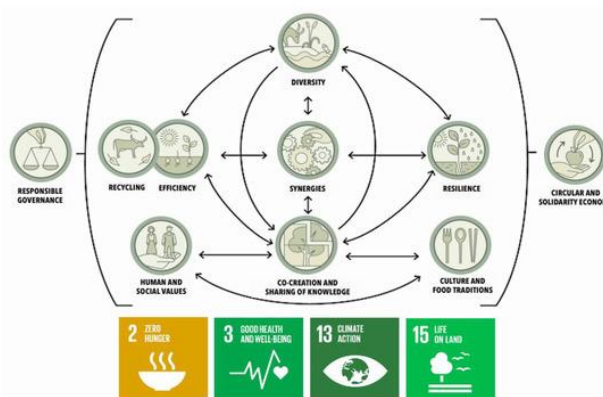 DIVERSITY
RESPONSIBLE
GOVERNANCE
RECYCLING
EFFICIENCY
SYNERGIES
RESILIENCE
CIRCULAR AND
SOLIDARITY ECONO
HUMAN AND
SOCIAL VALUES
CO-CREATION AND
SHARING OF KNOWLEDGE
CULTURE AND
FOOD TRADITIONS
2 ZERO
HUNGER
3 GOOD HEALTH
AND WELL-BEING
13 CLIMATE
ACTION
15 LIFE
ON LAND